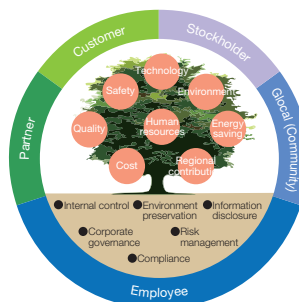 Customer
Stockholder
Partner
Glocal (Community)
Technology
Safety
Environment
Quality
Human
resources
Energy
saving
Cost
Regional
contribution
●Internal control
●Environment
preservation
●Information
disclosure
●Corporate
governance
●Risk
management
●Compliance
Employee